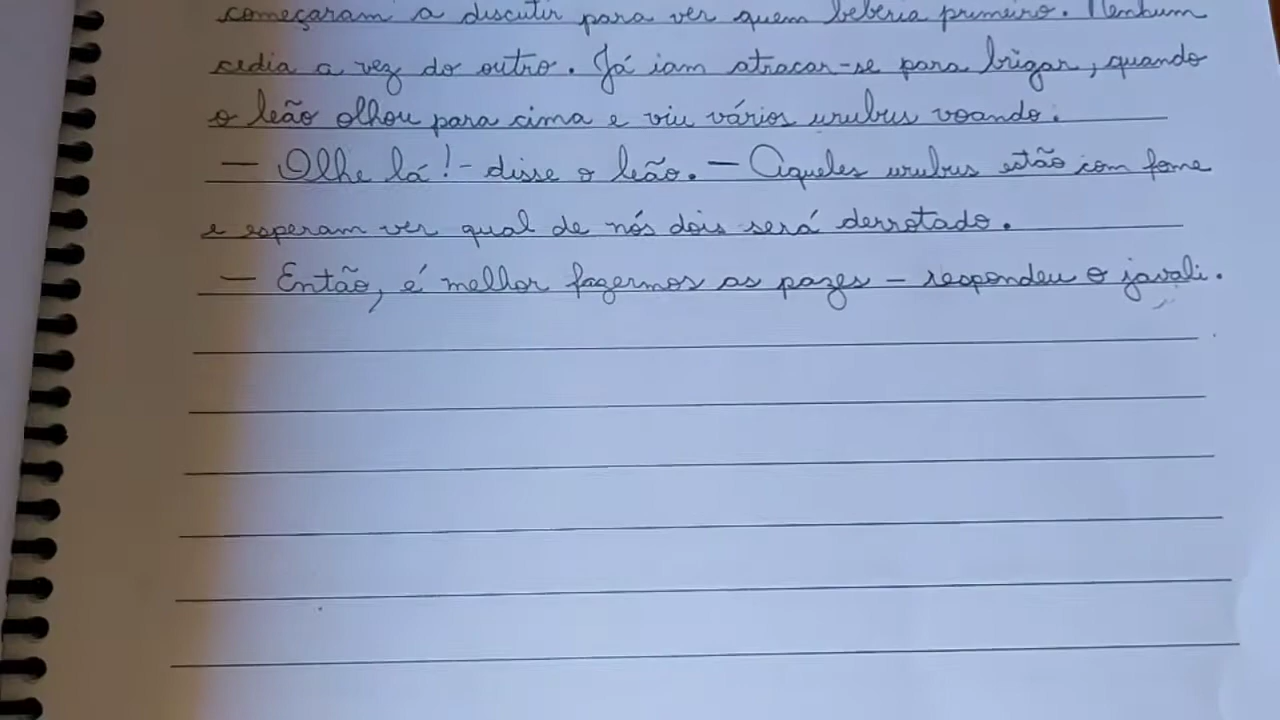 começaram a discutir para ver quem beberia primeiro. Nenhum
cedia a vez do outro. Já iam atracar-se para brigar, quando
o leão olhou para cima e viu vários urubus voando.
— Olhe lá! - disse o leão. — Aqueles urubus estão com fome
e esperam ver qual de nós dois será derrotado.
— Então, é melhor fazermos as pazes — respondeu o javali.